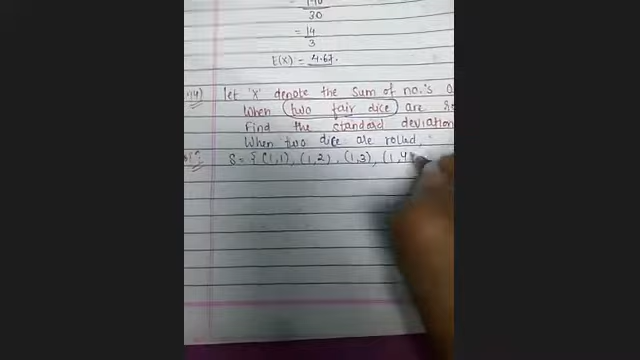 30
= 14
3
E(X) = 4.67.
let 'X' denote the sum of no.'s
When two fair dice are
Find the standard deviation
When two dice are rolled,
S = { (1,1), (1,2), (1,3), (1,4